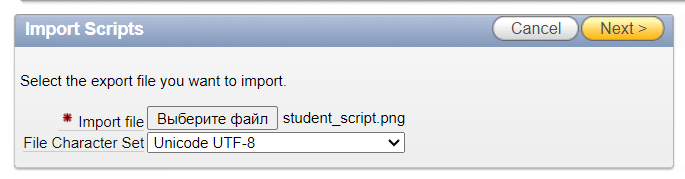 Import Scripts Cancel Next >
Select the export file you want to import.
Import file Выберите файл student_script.png
File Character Set Unicode UTF-8